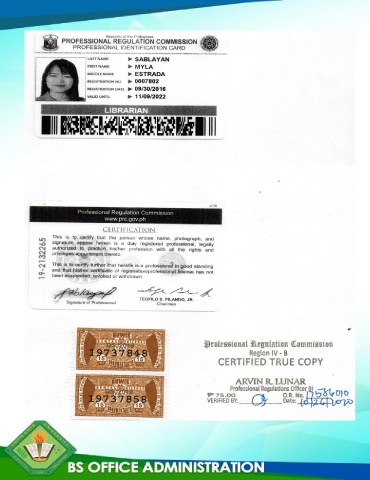 Republic of the Philippines
PROFESSIONAL REGULATION COMMISSION
PROFESSIONAL IDENTIFICATION CARD
LAST NAME ▶ SABLAYAN
FIRST NAME ▶ MYLA
MIDDLE NAME ▶ ESTRADA
REGISTRATION NO. ▶ 0007802
REGISTRATION DATE ▶ 09/30/2016
VALID UNTIL ▶ 11/09/2022
LIBRARIAN
Professional Regulation Commission
www.prc.gov.ph
CERTIFICATION
This is to certify that the person whose name, photograph, and
signature appear herein is a duly registered professional, legally
authorized to practice his/her profession with all the rights and
privileges appurtenant thereto.
This is to certify further that he/she is a professional in good standing
and that his/her certificate of registration/professional license has not
been suspended, revoked or withdrawn.
19-2132265
Signature of Professional
TEOFILO S. PILANDO, JR.
Chairman
19737848
19737858
Professional Regulation Commission
Region IV - B
CERTIFIED TRUE COPY
ARVIN R. LUNAR
Professional Regulations Officer III
₱ 75.00 O.R. No.
VERIFIED BY: Date:
BS OFFICE ADMINISTRATION